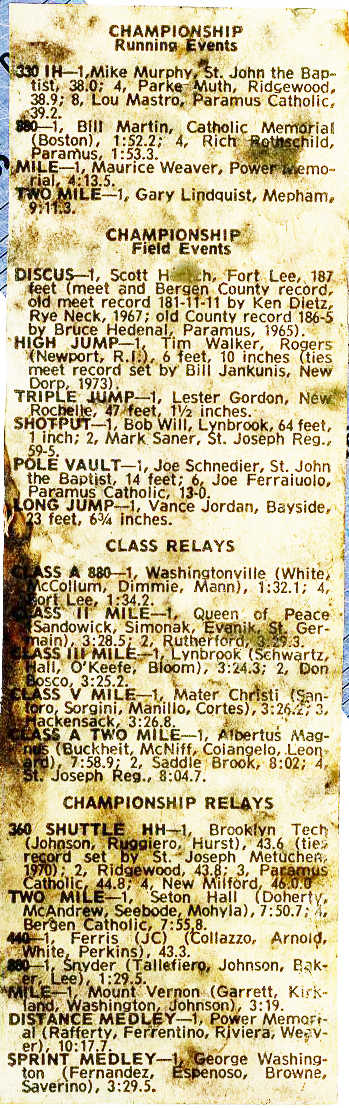 CHAMPIONSHIP
Running Events
330 IH—1, Mike Murphy, St. John the Bap-
tist, 38.0; 4, Parke Muth, Ridgewood,
38.9; 8, Lou Mastro, Paramus Catholic,
39.2.
880—1, Bill Martin, Catholic Memorial
(Boston), 1:52.2; 4, Rich Rothschild,
Paramus, 1:53.3.
MILE—1, Maurice Weaver, Power Memo-
rial, 4:13.5.
TWO MILE—1, Gary Lindquist, Mepham,
9:11.3.
CHAMPIONSHIP
Field Events
DISCUS—1, Scott Fort Lee, 187
feet (meet and Bergen County record,
old meet record 181-11-11 by Ken Dietz,
Rye Neck, 1967; old County record 186-5
by Bruce Hedenal, Paramus, 1965).
HIGH JUMP—1, Tim Walker, Rogers
(Newport, R.I.), 6 feet, 10 inches (ties
meet record set by Bill Jankunis, New
Dorp, 1973).
TRIPLE JUMP—1, Lester Gordon, New
Rochelle, 47 feet, 1½ inches.
SHOTPUT—1, Bob Will, Lynbrook, 64 feet,
1 inch; 2, Mark Saner, St. Joseph Reg.,
59-5.
POLE VAULT—1, Joe Schnedier, St. John
the Baptist, 14 feet; 6, Joe Ferraiuolo,
Paramus Catholic, 13-0.
LONG JUMP—1, Vance Jordan, Bayside,
23 feet, 6¾ inches.
CLASS RELAYS
CLASS A 880—1, Washingtonville (White,
McCollum, Dimmie, Mann), 1:32.1; 4,
Fort Lee, 1:34.2.
CLASS II MILE—1, Queen of Peace
(Sandowick, Simonak, Evanik, St. Ger-
main), 3:28.5; 2, Rutherford, 3:29.3.
CLASS III MILE—1, Lynbrook (Schwartz,
Hall, O'Keefe, Bloom), 3:24.3; 2, Don
Bosco, 3:25.2.
CLASS V MILE—1, Mater Christi (San-
foro, Sorgini, Manillo, Cortes), 3:26.2; 3,
Hackensack, 3:26.8.
CLASS A TWO MILE—1, Albertus Mag-
nus (Buckheit, McNiff, Colangelo, Leon-
ard), 7:58.9; 2, Saddle Brook, 8:02; 4,
St. Joseph Reg., 8:04.7.
CHAMPIONSHIP RELAYS
360 SHUTTLE HH—1, Brooklyn Tech
(Johnson, Ruggiero, Hurst), 43.6 (ties
record set by St. Joseph Metuchen,
1970); 2, Ridgewood, 43.8; 3, Paramus
Catholic, 44.8; 4, New Milford, 46.0.0
TWO MILE—1, Seton Hall (Doherty,
McAndrew, Seebode, Mohyla), 7:50.7; 4,
Bergen Catholic, 7:55.8.
440—1, Ferris (JC) (Collazzo, Arnold,
White, Perkins), 43.3.
880—1, Snyder (Tallefiero, Johnson, Bak-
er, Lee), 1:29.5.
MILE—1, Mount Vernon (Garrett, Kirk-
land, Washington, Johnson), 3:19.
DISTANCE MEDLEY—1, Power Memori-
al (Rafferty, Ferrentino, Riviera, Weav-
er), 10:17.7.
SPRINT MEDLEY—1, George Washing-
ton (Fernandez, Espenoso, Browne,
Saverino), 3:29.5.